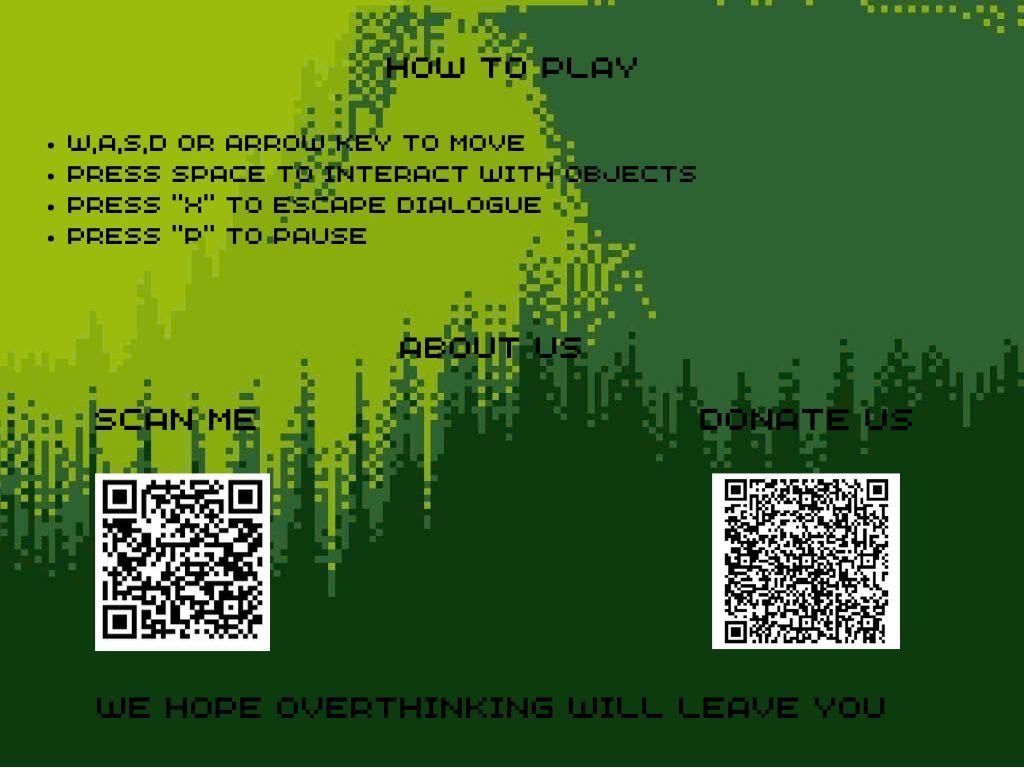 HOW TO PLAY
• W,A,S,D OR ARROW KEY TO MOVE
• PRESS SPACE TO INTERACT WITH OBJECTS
• PRESS "X" TO ESCAPE DIALOGUE
• PRESS "P" TO PAUSE
ABOUT US
SCAN ME
DONATE US
WE HOPE OVERTHINKING WILL LEAVE YOU